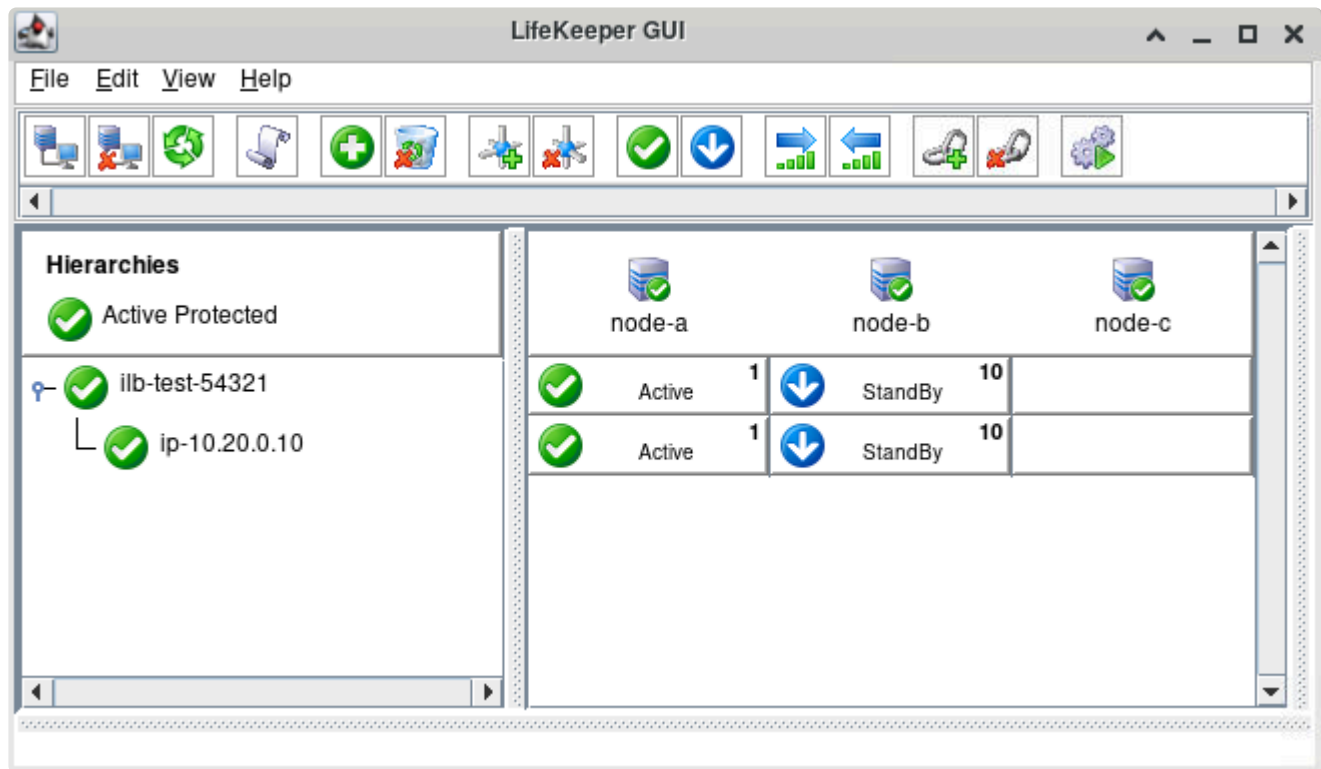 LifeKeeper GUI
File Edit View Help
Hierarchies
Active Protected
node-a node-b node-c
ilb-test-54321 Active 1 StandBy 10
ip-10.20.0.10 Active 1 StandBy 10